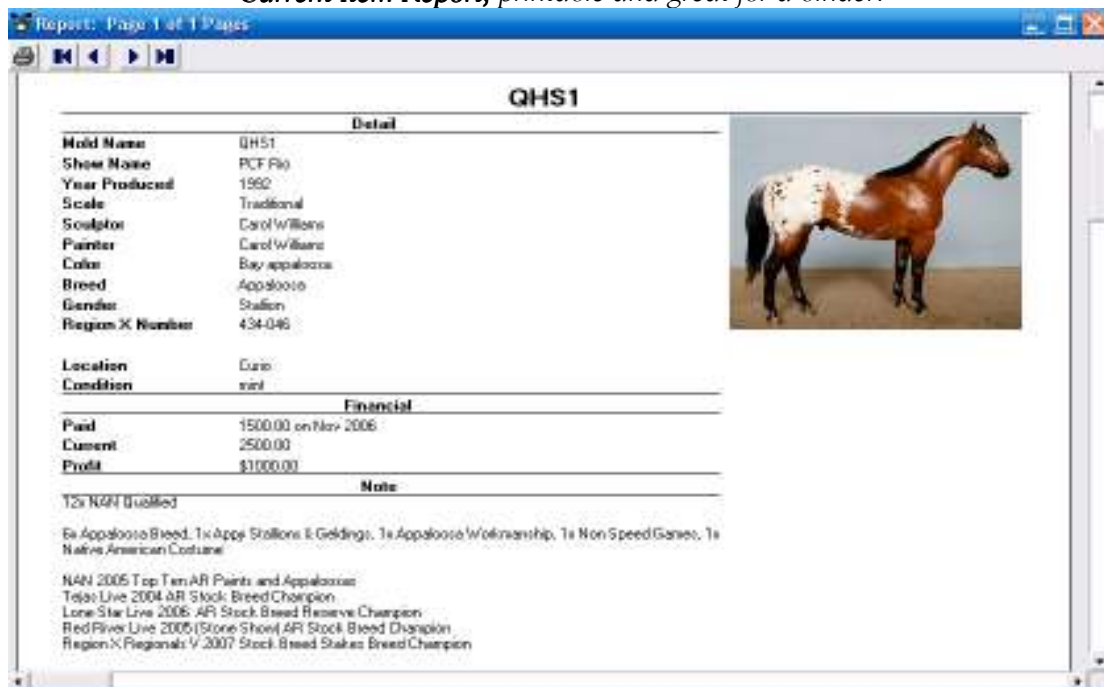 Current Item Report, printable and great for a binder!
Report: Page 1 of 1 Pages
QHS1
Detail
Mold Name QHS1
Show Name PCF Rio
Year Produced 1992
Scale Traditional
Sculptor Carol Williams
Painter Carol Williams
Color Bay appaloosa
Breed Appaloosa
Gender Stallion
Region X Number 434-046
Location Curio
Condition mint
Financial
Paid 1500.00 on Nov 2006
Current 2500.00
Profit $1000.00
Note
12x NAN Qualified
6x Appaloosa Breed, 1x Appy Stallions & Geldings, 1x Appaloosa Workmanship, 1x Non Speed Games, 1x
Native American Costume
NAN 2005 Top Ten AR Paints and Appaloosas
Tejas Live 2004 AR Stock Breed Champion
Lone Star Live 2006 AR Stock Breed Reserve Champion
Red River Live 2005 (Stone Show) AR Stock Breed Champion
Region X Regionals V 2007 Stock Breed Stakes Breed Champion